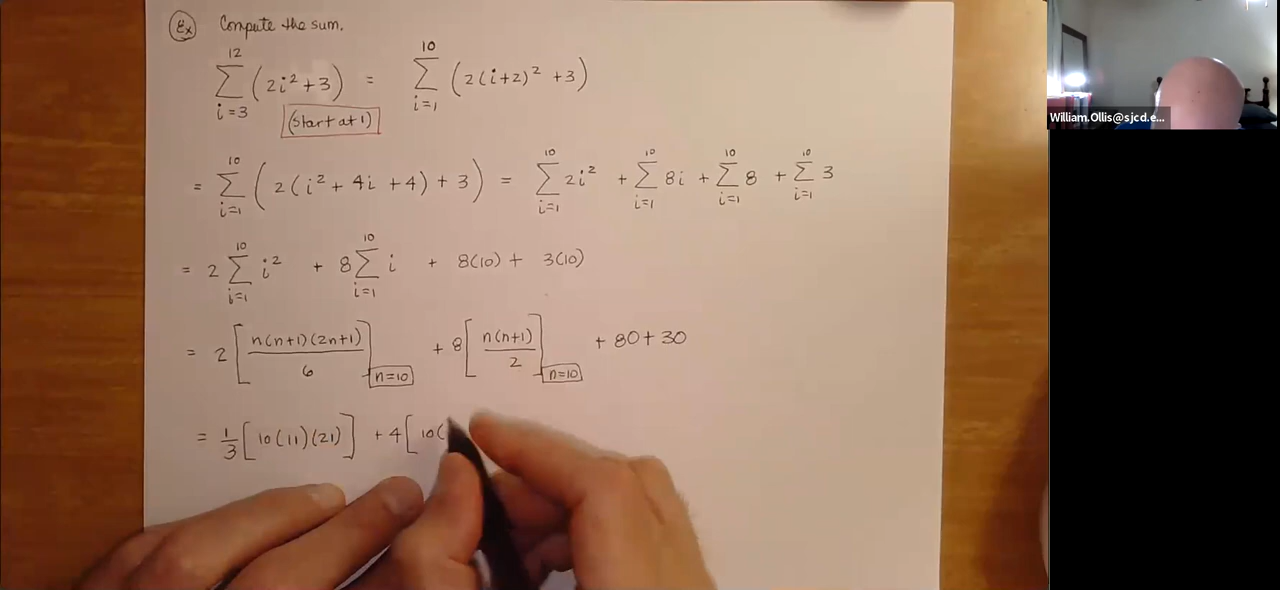 Ex Compute the sum.
∑_{i=3}^{12} (2i² + 3) = ∑_{i=1}^{10} (2(i+2)² + 3)
(start at 1)
= ∑_{i=1}^{10} (2(i² + 4i + 4) + 3) = ∑_{i=1}^{10} 2i² + ∑_{i=1}^{10} 8i + ∑_{i=1}^{10} 8 + ∑_{i=1}^{10} 3
= 2 ∑_{i=1}^{10} i² + 8 ∑_{i=1}^{10} i + 8(10) + 3(10)
= 2 [n(n+1)(2n+1)/6]_{n=10} + 8 [n(n+1)/2]_{n=10} + 80 + 30
= 1/3 [10(11)(21)] + 4 [10(
William.Ollis@sjcd.e...